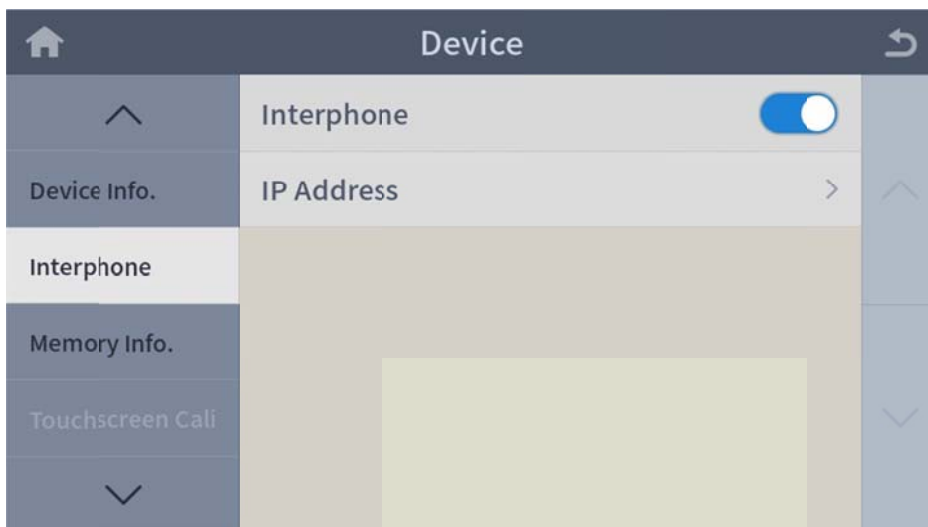 Device
Interphone
IP Address
Device Info.
Interphone
Memory Info.
Touchscreen Cali